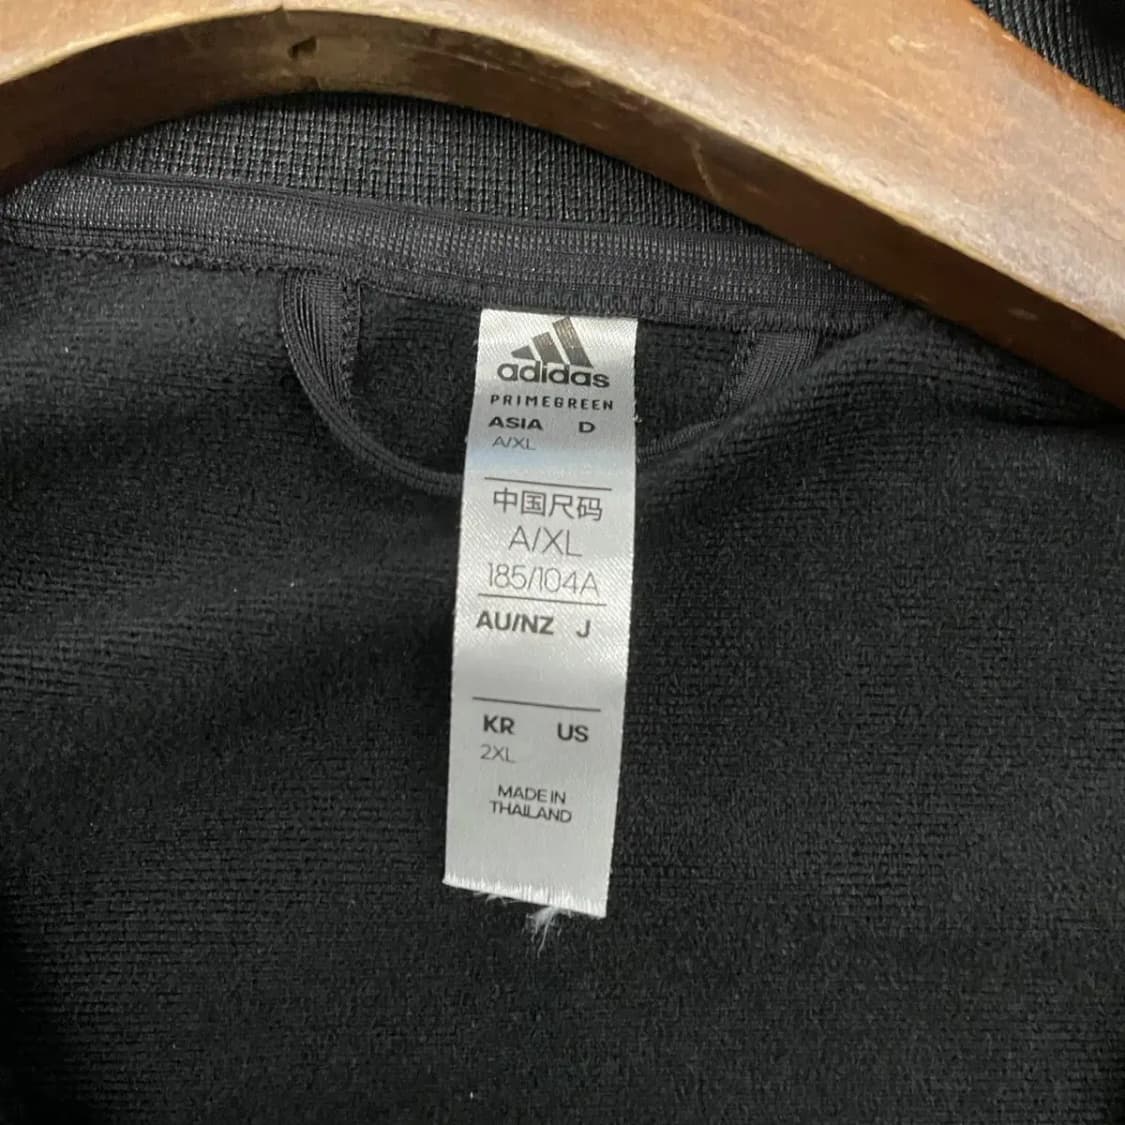 adidas
PRIMEGREEN
ASIA D
A/XL
中国尺码
A/XL
185/104A
AU/NZ J
KR US
2XL
MADE IN
THAILAND